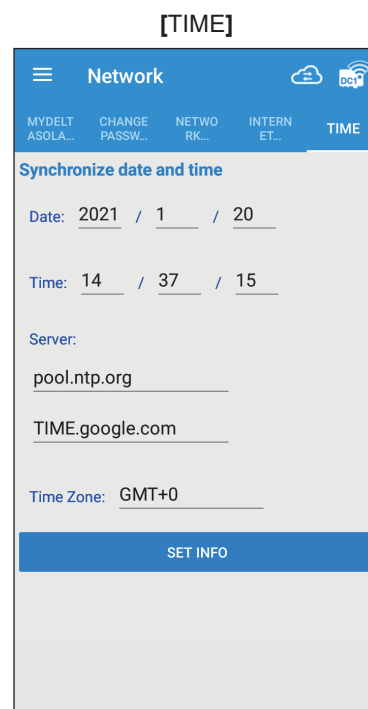 [TIME]
Network
DC1
MYDELT CHANGE NETWO INTERN TIME
ASOLA... PASSW... RK... ET...
Synchronize date and time
Date: 2021 / 1 / 20
Time: 14 / 37 / 15
Server:
pool.ntp.org
TIME.google.com
Time Zone: GMT+0
SET INFO